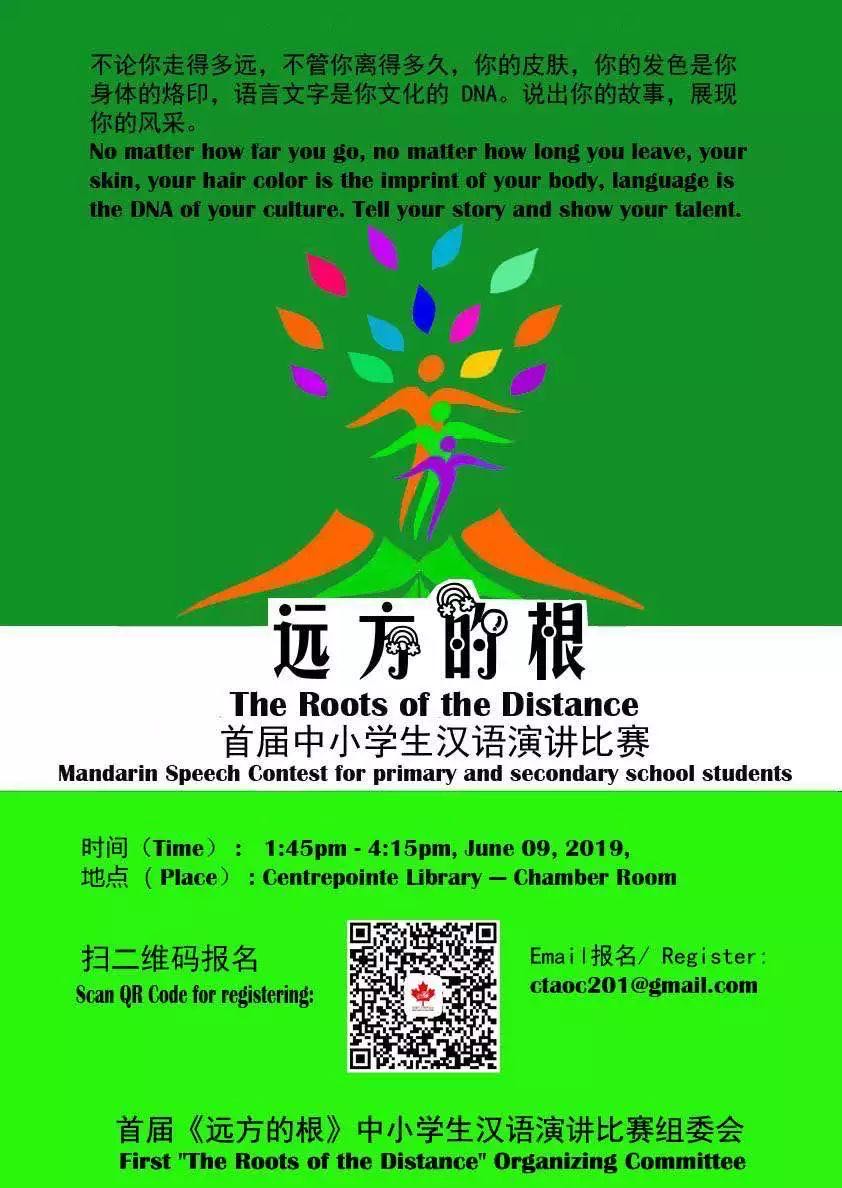 不论你走得多远，不管你离得多久，你的皮肤，你的发色是你
身体的烙印，语言文字是你文化的 DNA。说出你的故事，展现
你的风采。
No matter how far you go, no matter how long you leave, your
skin, your hair color is the imprint of your body, language is
the DNA of your culture. Tell your story and show your talent.
远方的根
The Roots of the Distance
首届中小学生汉语演讲比赛
Mandarin Speech Contest for primary and secondary school students
时间（Time）： 1:45pm - 4:15pm, June 09, 2019,
地点 （Place）：Centrepointe Library — Chamber Room
扫二维码报名
Scan QR Code for registering:
Email报名/ Register:
ctaoc201@gmail.com
首届《远方的根》中小学生汉语演讲比赛组委会
First "The Roots of the Distance" Organizing Committee